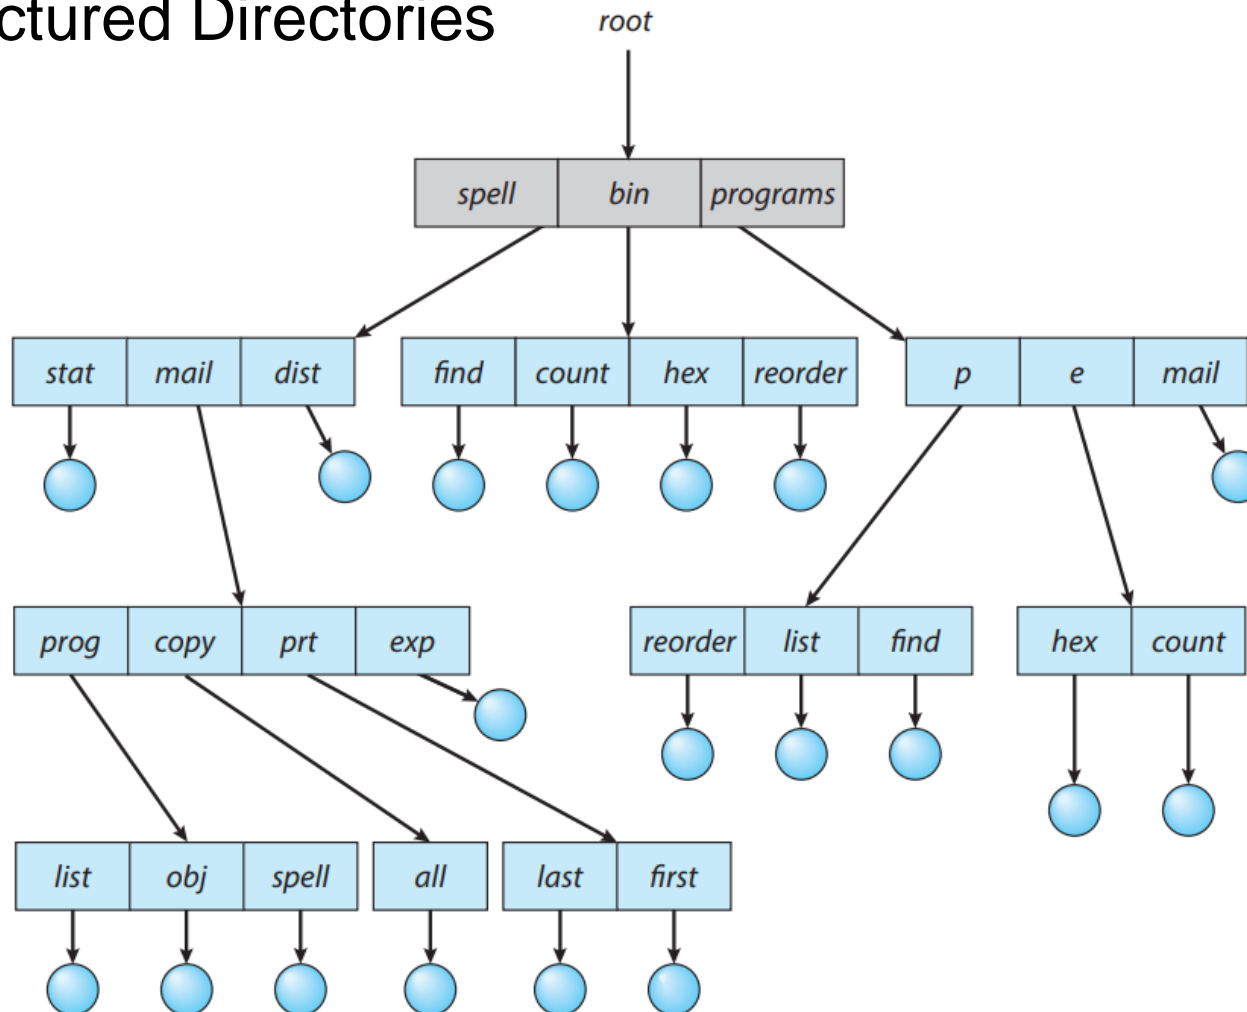 ctured Directories
root
spell bin programs
stat mail dist find count hex reorder p e mail
prog copy prt exp reorder list find hex count
list obj spell all last first